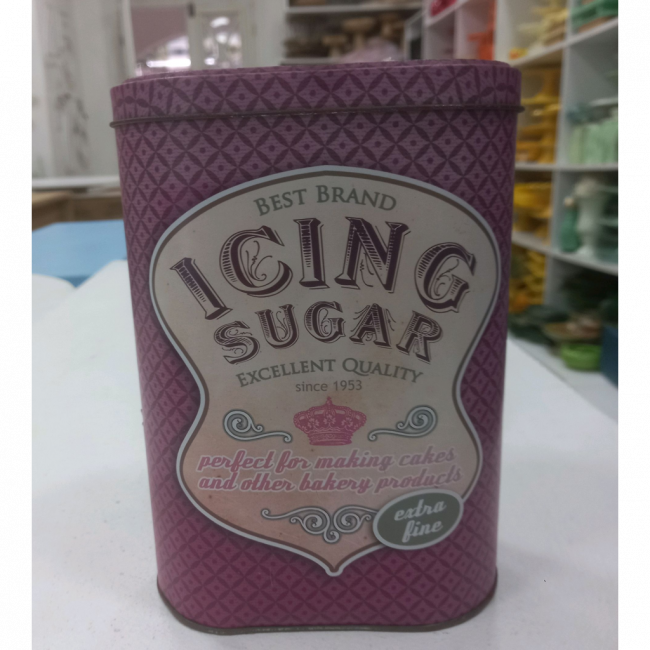 BEST BRAND
ICING
SUGAR
EXCELLENT QUALITY
since 1953
perfect for making cakes
and other bakery products
extra
fine